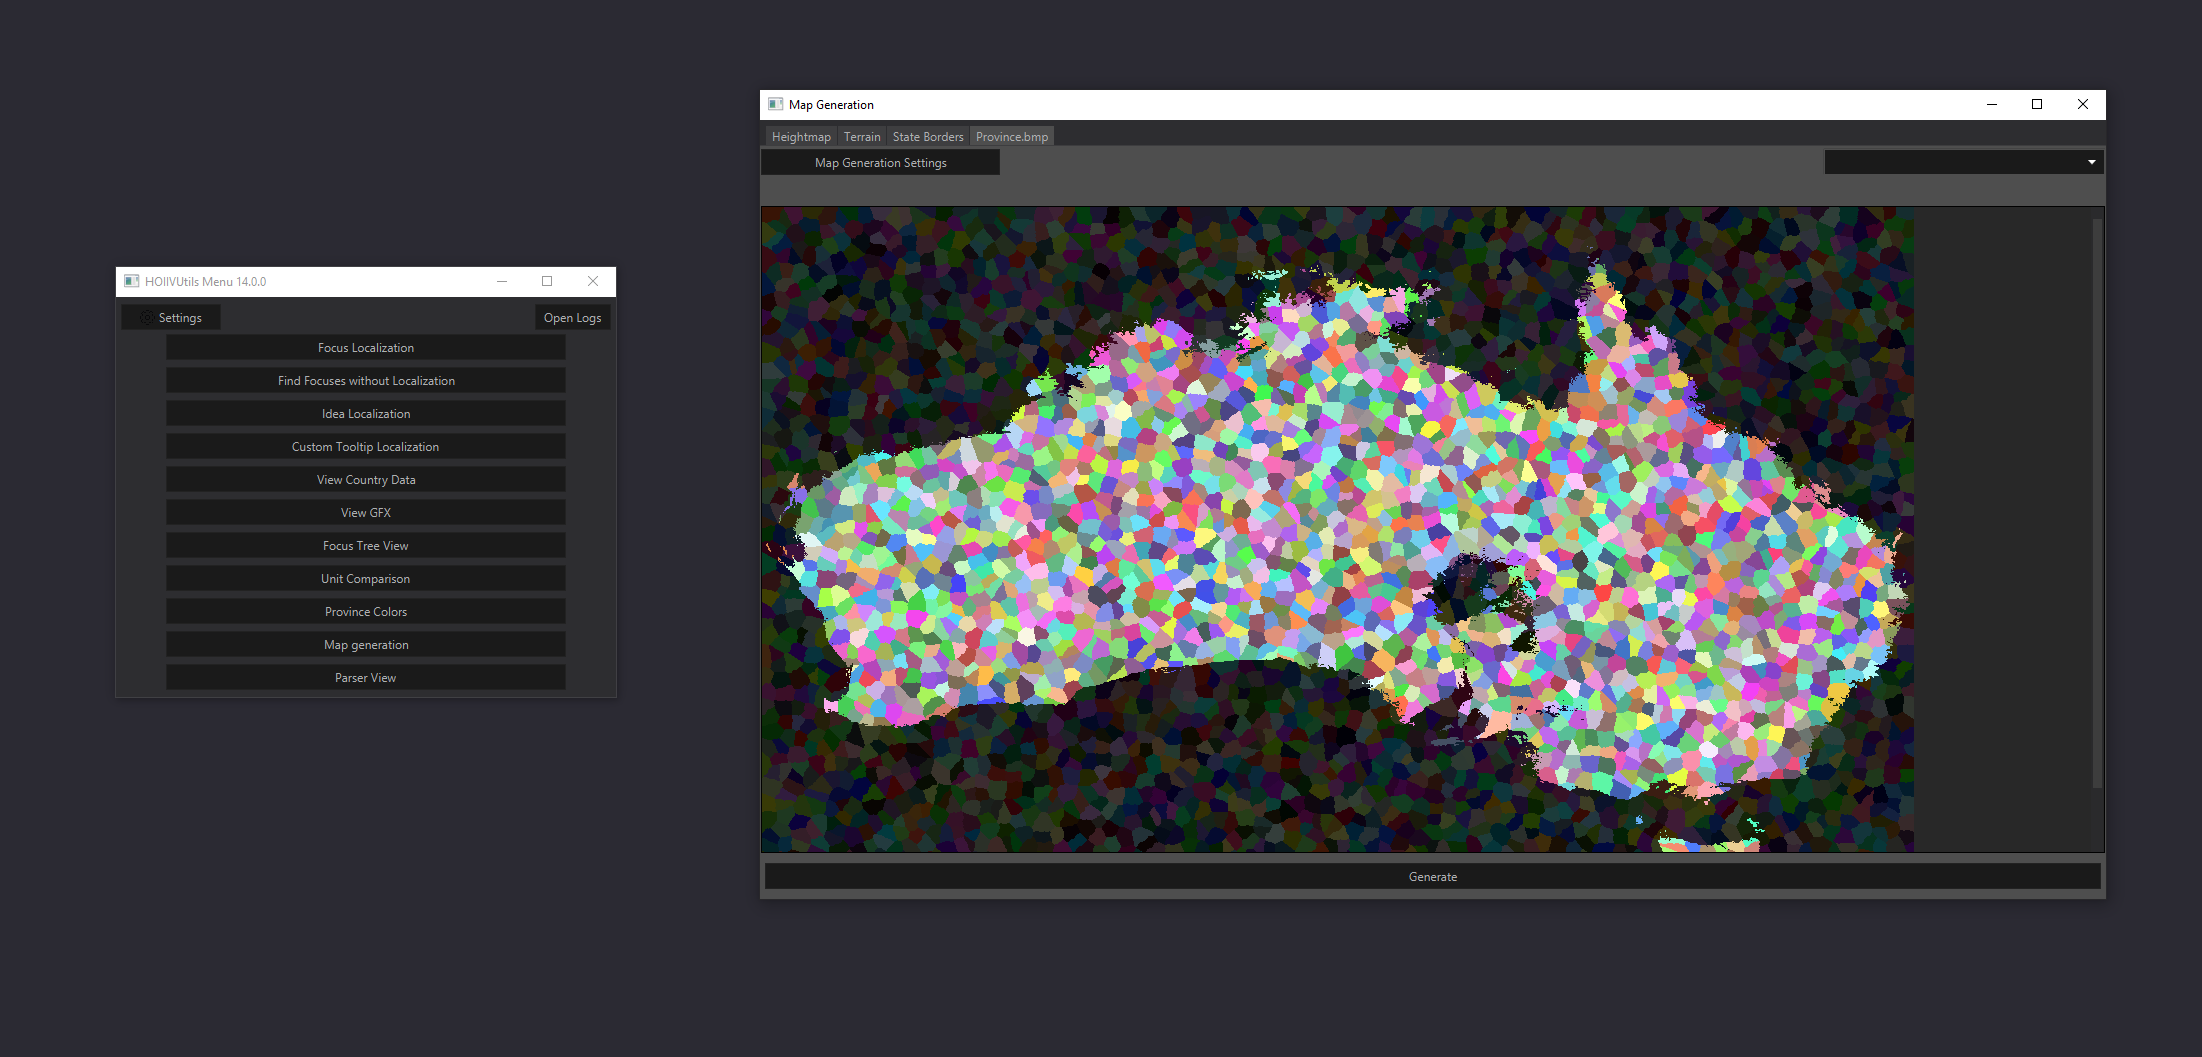 HOIIVUtils Menu 14.0.0
Settings
Open Logs
Focus Localization
Find Focuses without Localization
Idea Localization
Custom Tooltip Localization
View Country Data
View GFX
Focus Tree View
Unit Comparison
Province Colors
Map generation
Parser View
Map Generation
Heightmap Terrain State Borders Province.bmp
Map Generation Settings
Generate